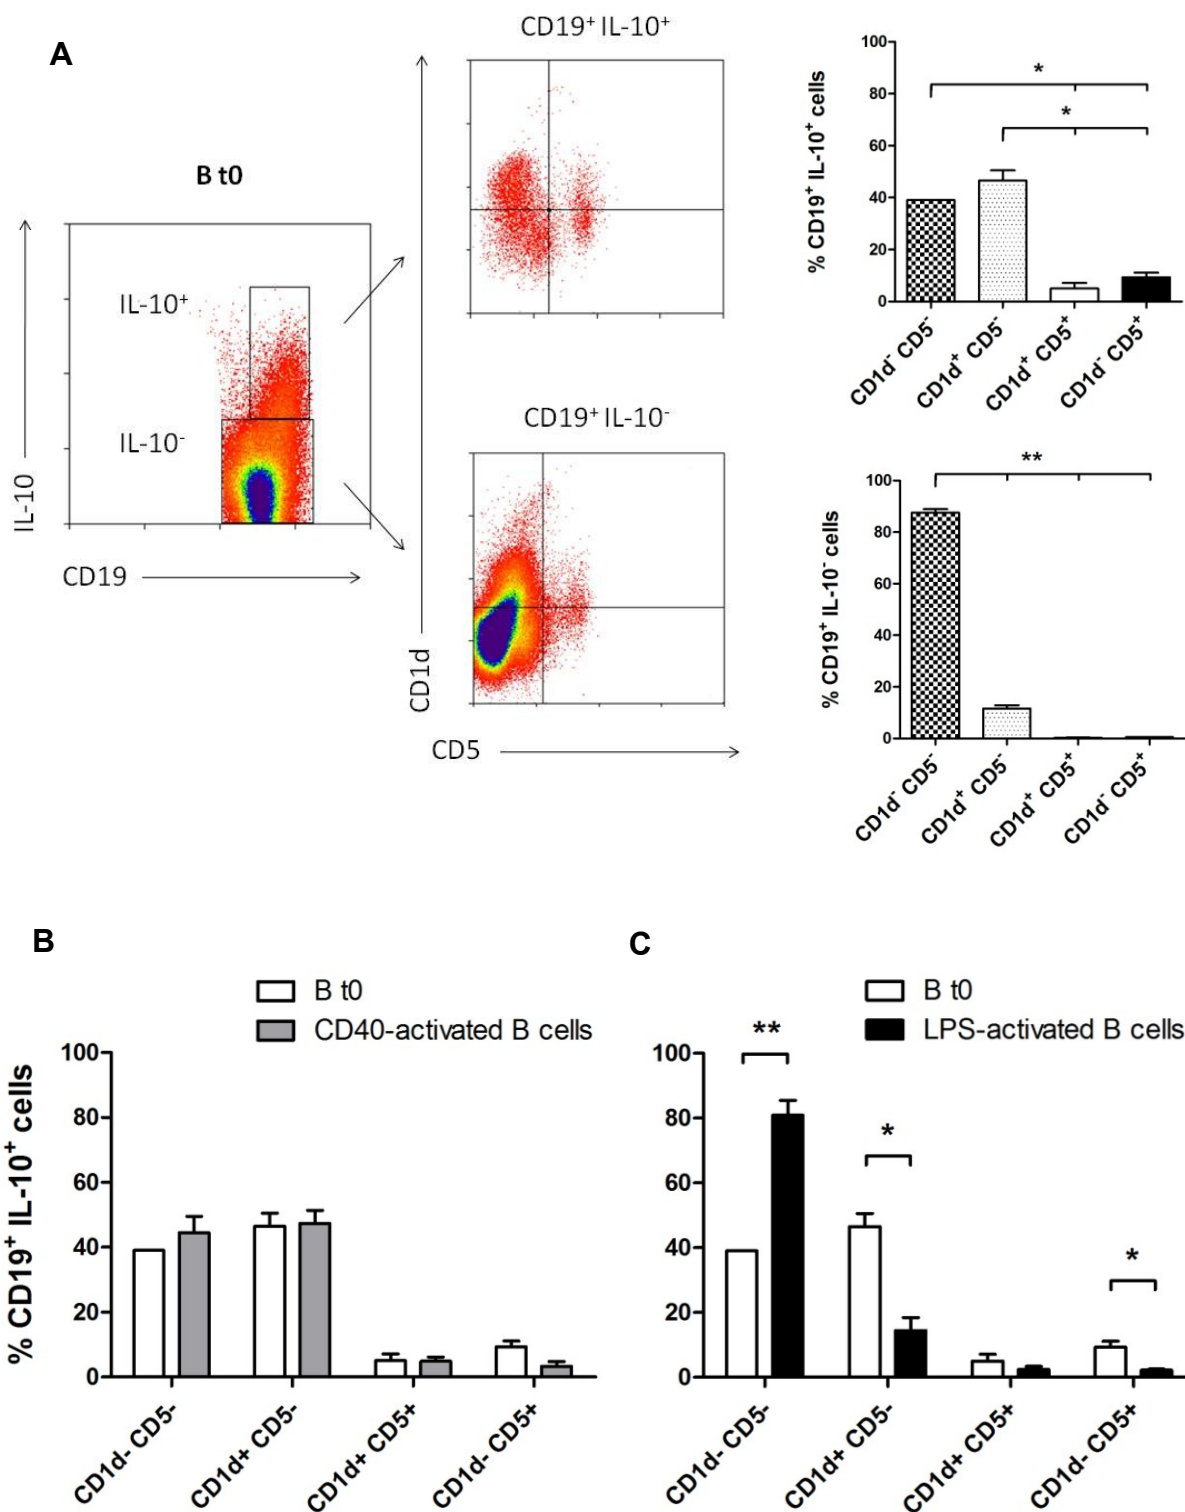 A
CD19⁺ IL-10⁺
B t0
IL-10⁺
IL-10⁻
IL-10
CD19
CD19⁺ IL-10⁻
CD1d
CD5
% CD19⁺ IL-10⁺ cells
100
80
60
40
20
0
*
*
CD1d⁻ CD5⁻
CD1d⁺ CD5⁻
CD1d⁺ CD5⁺
CD1d⁻ CD5⁺
% CD19⁺ IL-10⁻ cells
100
80
60
40
20
0
**
CD1d⁻ CD5⁻
CD1d⁺ CD5⁻
CD1d⁺ CD5⁺
CD1d⁻ CD5⁺
B
B t0
CD40-activated B cells
% CD19⁺ IL-10⁺ cells
100
80
60
40
20
0
CD1d- CD5-
CD1d+ CD5-
CD1d+ CD5+
CD1d- CD5+
C
B t0
LPS-activated B cells
100
80
60
40
20
0
**
*
*
CD1d- CD5-
CD1d+ CD5-
CD1d+ CD5+
CD1d- CD5+